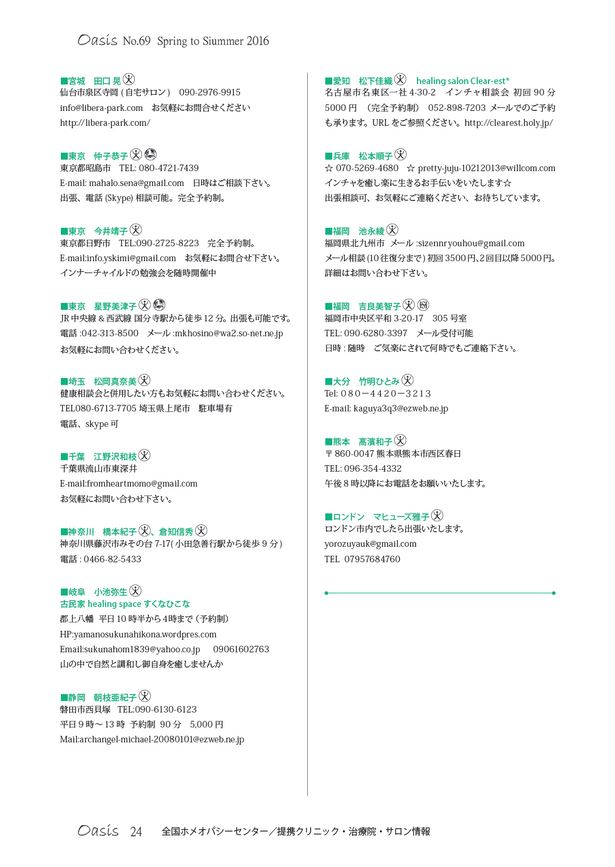 Oasis No.69 Spring to Siummer 2016
■宮城 田口 晃
仙台市泉区寺岡 ( 自宅サロン ) 090-2976-9915
info@libera-park.com お気軽にお問合せください
http://libera-park.com/
■東京 仲子恭子
東京都昭島市 TEL: 080-4721-7439
E-mail: mahalo.sena@gmail.com 日時はご相談下さい。
出張、電話 (Skype) 相談可能。完全予約制。
■東京 今井靖子
東京都日野市 TEL:090-2725-8223 完全予約制。
E-mail:info.yskimi@gmail.com お気軽にお問合せ下さい。
インナーチャイルドの勉強会を随時開催中
■東京 星野美津子
JR 中央線 & 西武線 国分寺駅から徒歩 12 分。出張も可能です。
電話 :042-313-8500 メール :mkhosino@wa2.so-net.ne.jp
お気軽にお問い合わせください。
■埼玉 松岡真奈美
健康相談会と併用したい方もお気軽にお問い合わせください。
TEL080-6713-7705 埼玉県上尾市 駐車場有
電話、skype 可
■千葉 江野沢和枝
千葉県流山市東深井
E-mail:fromheartmomo@gmail.com
お気軽にお問い合わせ下さい。
■神奈川 橋本紀子、倉知信秀
神奈川県藤沢市みその台 7-17( 小田急善行駅から徒歩 9 分 )
電話 : 0466-82-5433
■岐阜 小池弥生
古民家 healing space すくなひこな
郡上八幡 平日 10 時半から 4 時まで（予約制）
HP:yamanosukunahikona.wordpres.com
Email:sukunahom1839@yahoo.co.jp 09061602763
山の中で自然と調和し御自身を癒しませんか
■静岡 朝枝亜紀子
磐田市西貝塚 TEL:090-6130-6123
平日 9 時〜 13 時 予約制 90 分 5,000 円
Mail:archangel-michael-20080101@ezweb.ne.jp
■愛知 松下佳織 healing salon Clear-est*
名古屋市名東区一社 4-30-2 インチャ相談会 初回 90 分
5000 円 （完全予約制） 052-898-7203 メールでのご予約
も承ります。URL をご参照ください。http://clearest.holy.jp/
■兵庫 松本順子
☆ 070-5269-4680 ☆ pretty-juju-10212013@willcom.com
インチャを癒し楽に生きるお手伝いをいたします☆
出張相談可、お気軽にご連絡ください、お待ちしています。
■福岡 池永綾
福岡県北九州市 メール :sizennryouhou@gmail.com
メール相談 (10 往復分まで ) 初回 3500 円、2 回目以降 5000 円。
詳細はお問い合わせ下さい。
■福岡 吉良美智子
福岡市中央区平和 3-20-17 305 号室
TEL: 090-6280-3397 メール受付可能
日時 : 随時 ご気楽にされて何時でもご連絡下さい。
■大分 竹明ひとみ
Tel: ０８０－４４２０－３２１３
E-mail: kaguya3q3@ezweb.ne.jp
■熊本 髙濱和子
〒 860-0047 熊本県熊本市西区春日
TEL: 096-354-4332
午後 8 時以降にお電話をお願いいたします。
■ロンドン マヒューズ雅子
ロンドン市内でしたら出張いたします。
yorozuyauk@gmail.com
TEL 07957684760
Oasis 24 全国ホメオパシーセンター／提携クリニック・治療院・サロン情報